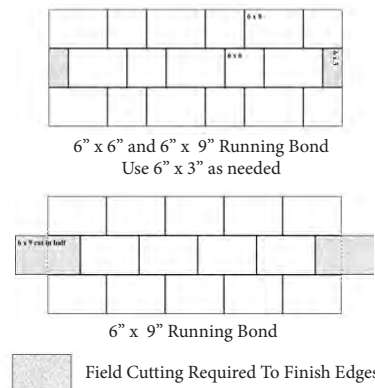 6 x 9
6 x 6
6 x 3
6” x 6” and 6” x 9” Running Bond
Use 6” x 3” as needed
6 x 9 cut in half
6” x 9” Running Bond
Field Cutting Required To Finish Edges